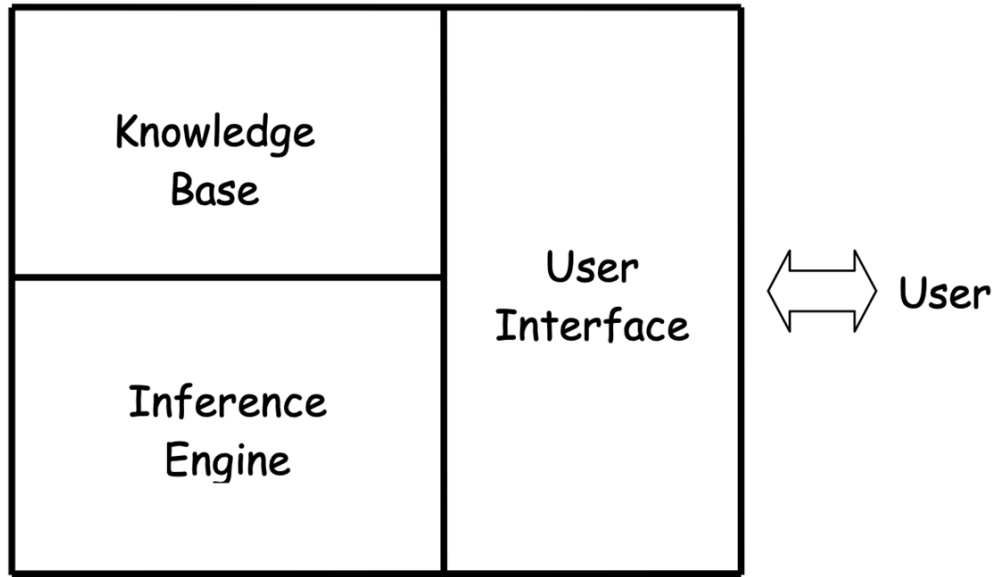 Knowledge
Base
User
Interface
User
Inference
Engine